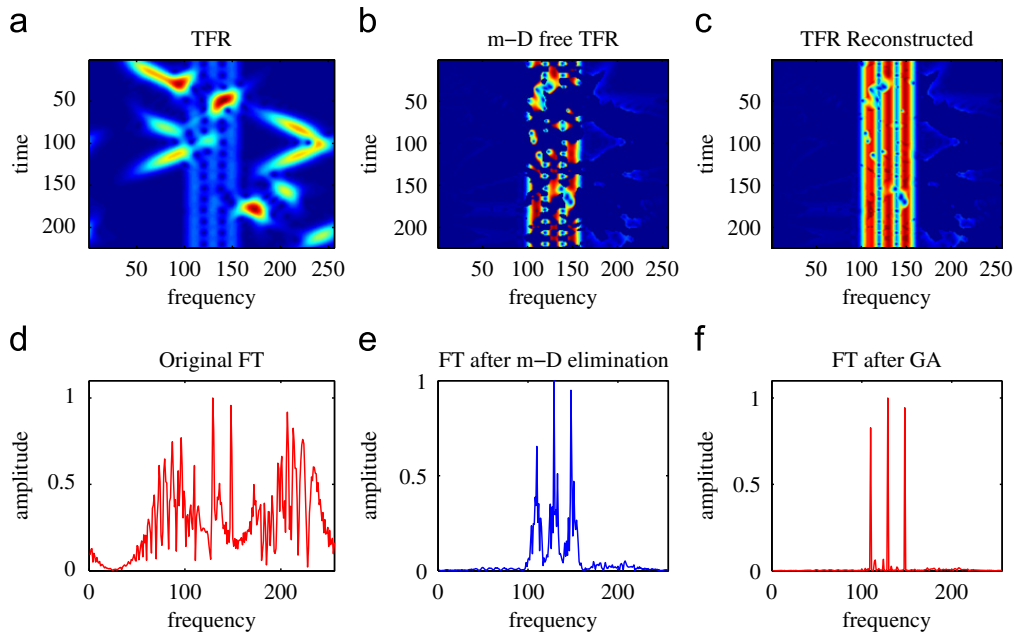 a
TFR
time
50
100
150
200
50 100 150 200 250
frequency
b
m−D free TFR
time
50
100
150
200
50 100 150 200 250
frequency
c
TFR Reconstructed
time
50
100
150
200
50 100 150 200 250
frequency
d
Original FT
amplitude
1
0.5
0
0 100 200
frequency
e
FT after m−D elimination
amplitude
1
0.5
0
0 100 200
frequency
f
FT after GA
amplitude
1
0.5
0
0 100 200
frequency